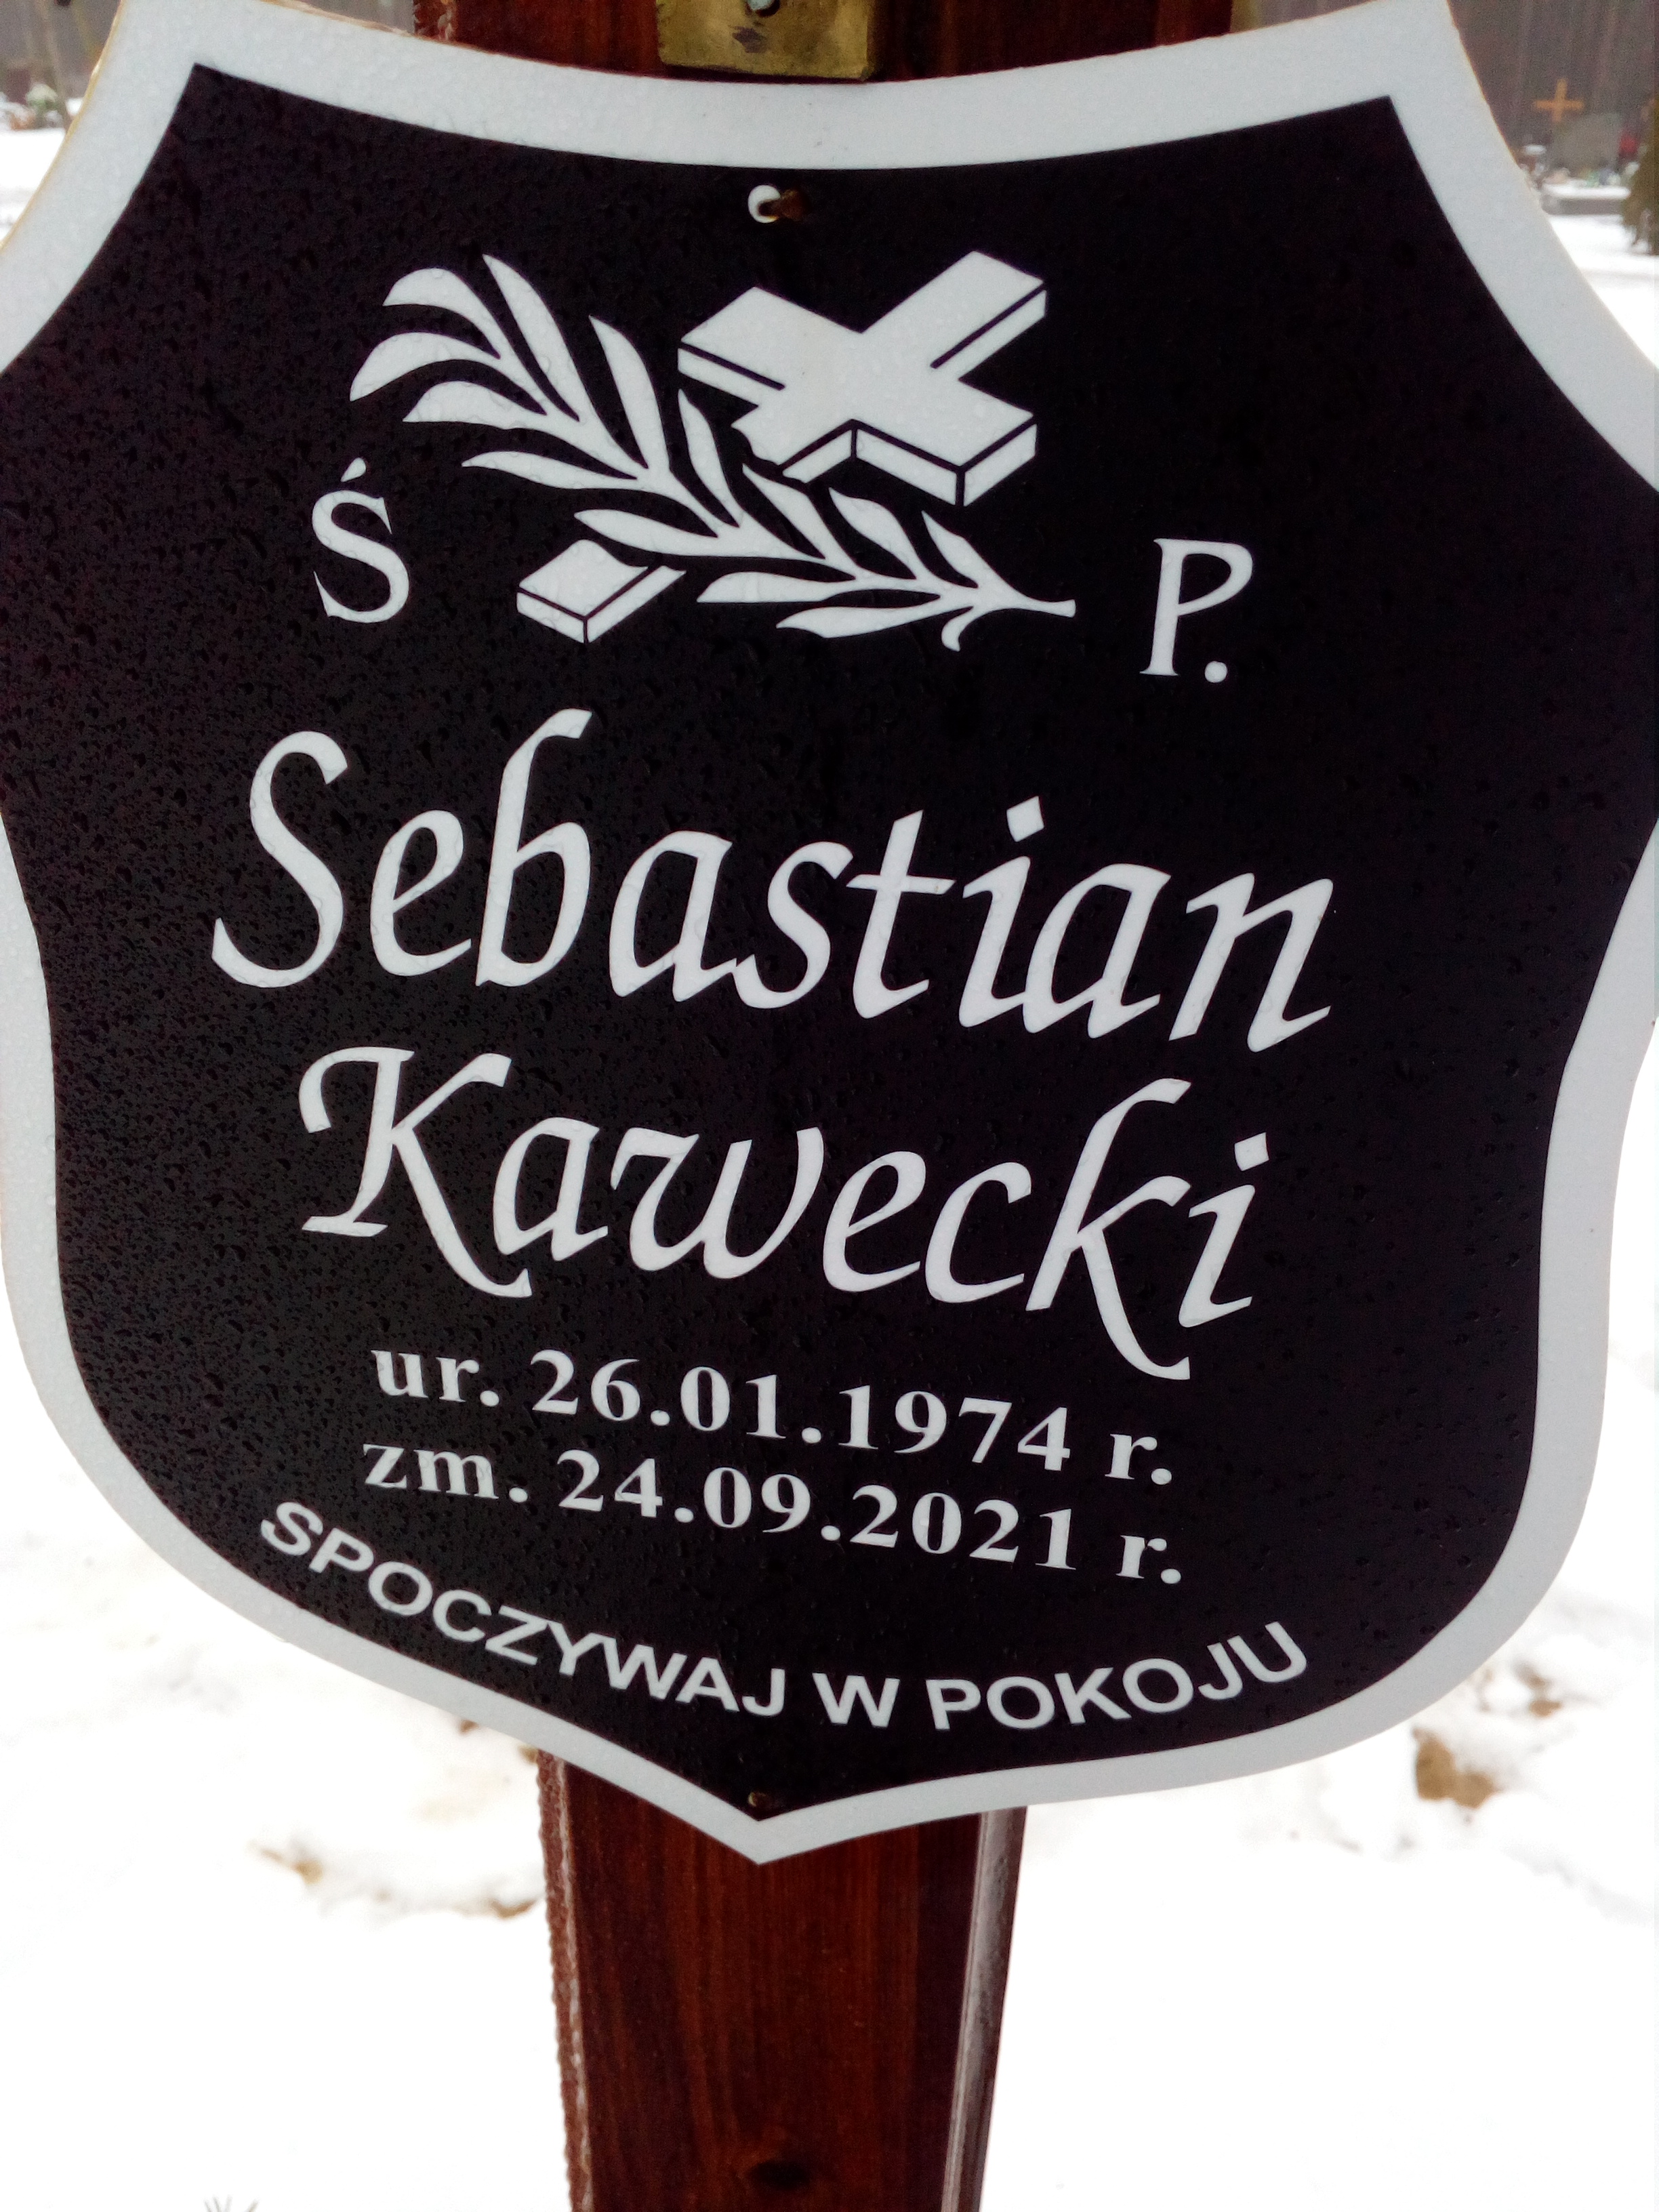 Ś P.
Sebastian
Kawecki
ur. 26.01.1974 r.
zm. 24.09.2021 r.
SPOCZYWAJ W POKOJU